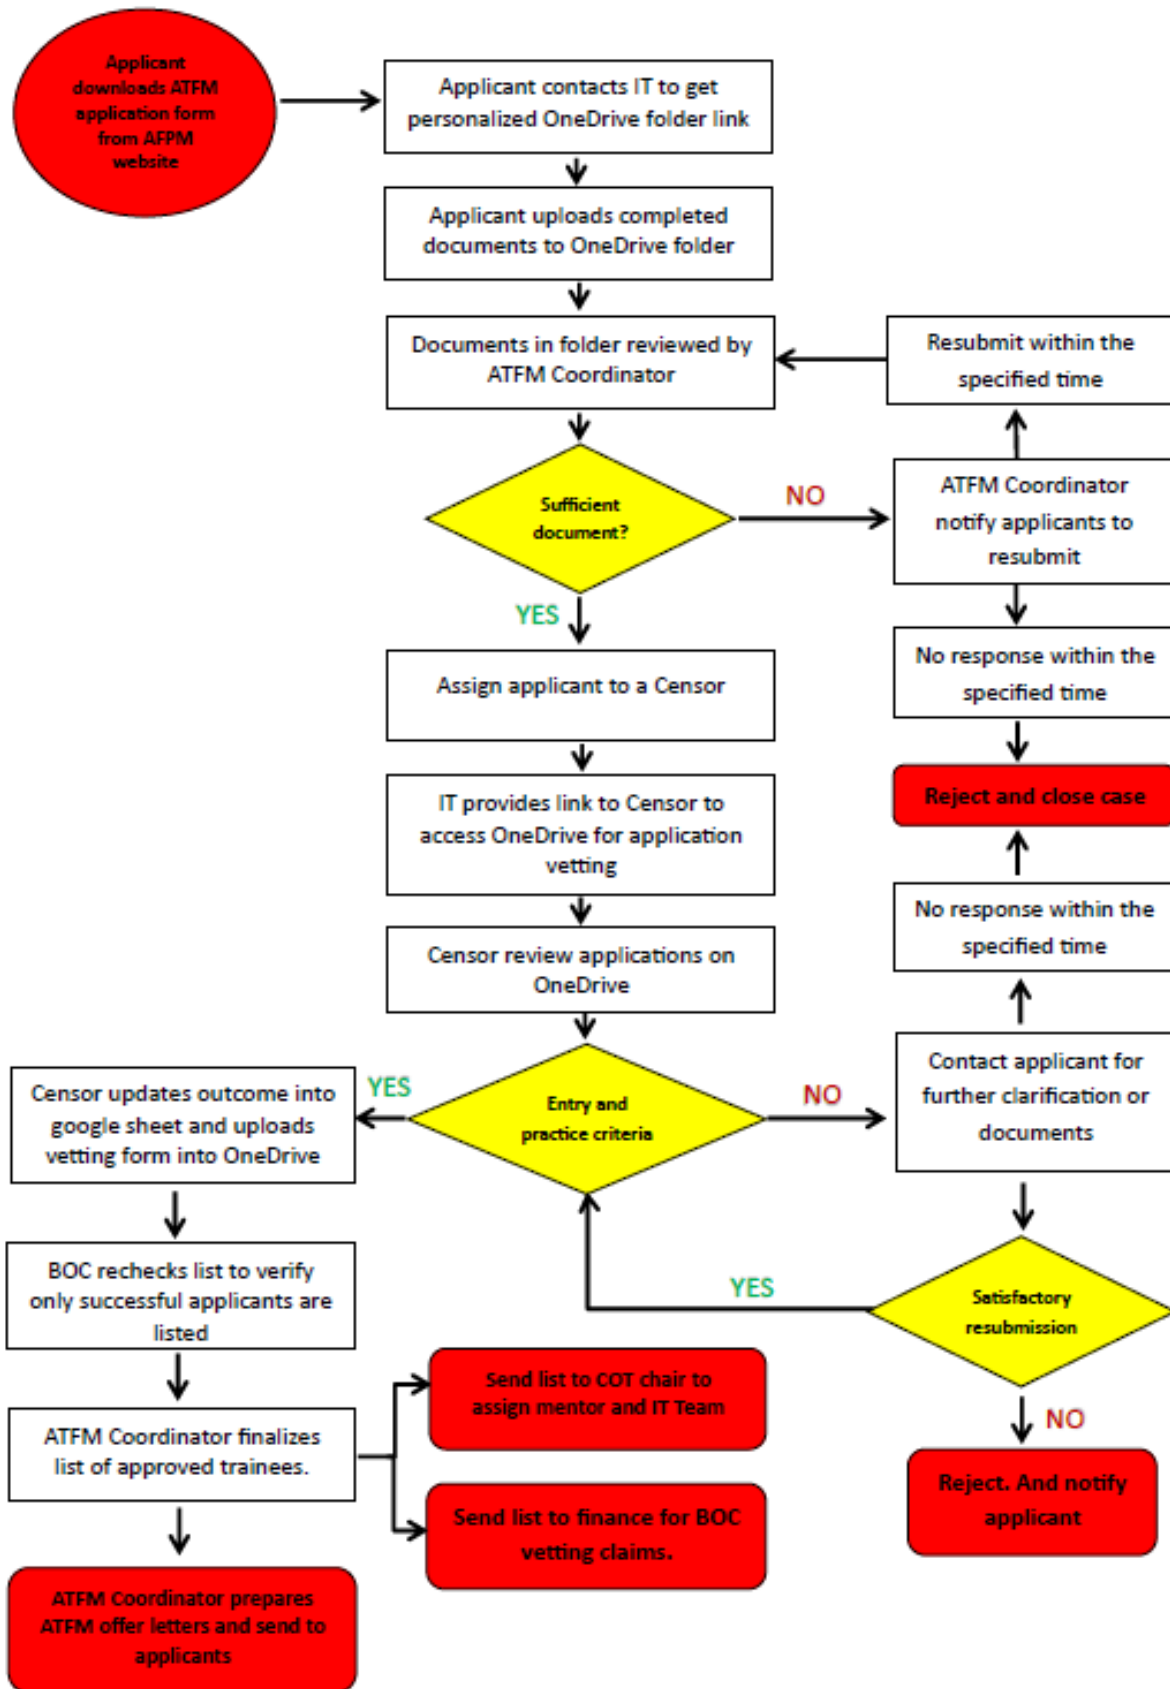 Applicant
downloads ATFM
application form
from AFPM
website
Applicant contacts IT to get
personalized OneDrive folder link
Applicant uploads completed
documents to OneDrive folder
Documents in folder reviewed by
ATFM Coordinator
Resubmit within the
specified time
Sufficient
document?
NO
ATFM Coordinator
notify applicants to
resubmit
YES
No response within the
specified time
Assign applicant to a Censor
Reject and close case
IT provides link to Censor to
access OneDrive for application
vetting
No response within the
specified time
Censor review applications on
OneDrive
Contact applicant for
further clarification or
documents
Entry and
practice criteria
YES
NO
Censor updates outcome into
google sheet and uploads
vetting form into OneDrive
BOC rechecks list to verify
only successful applicants are
listed
Satisfactory
resubmission
YES
NO
Send list to COT chair to
assign mentor and IT Team
ATFM Coordinator finalizes
list of approved trainees.
Reject. And notify
applicant
Send list to finance for BOC
vetting claims.
ATFM Coordinator prepares
ATFM offer letters and send to
applicants